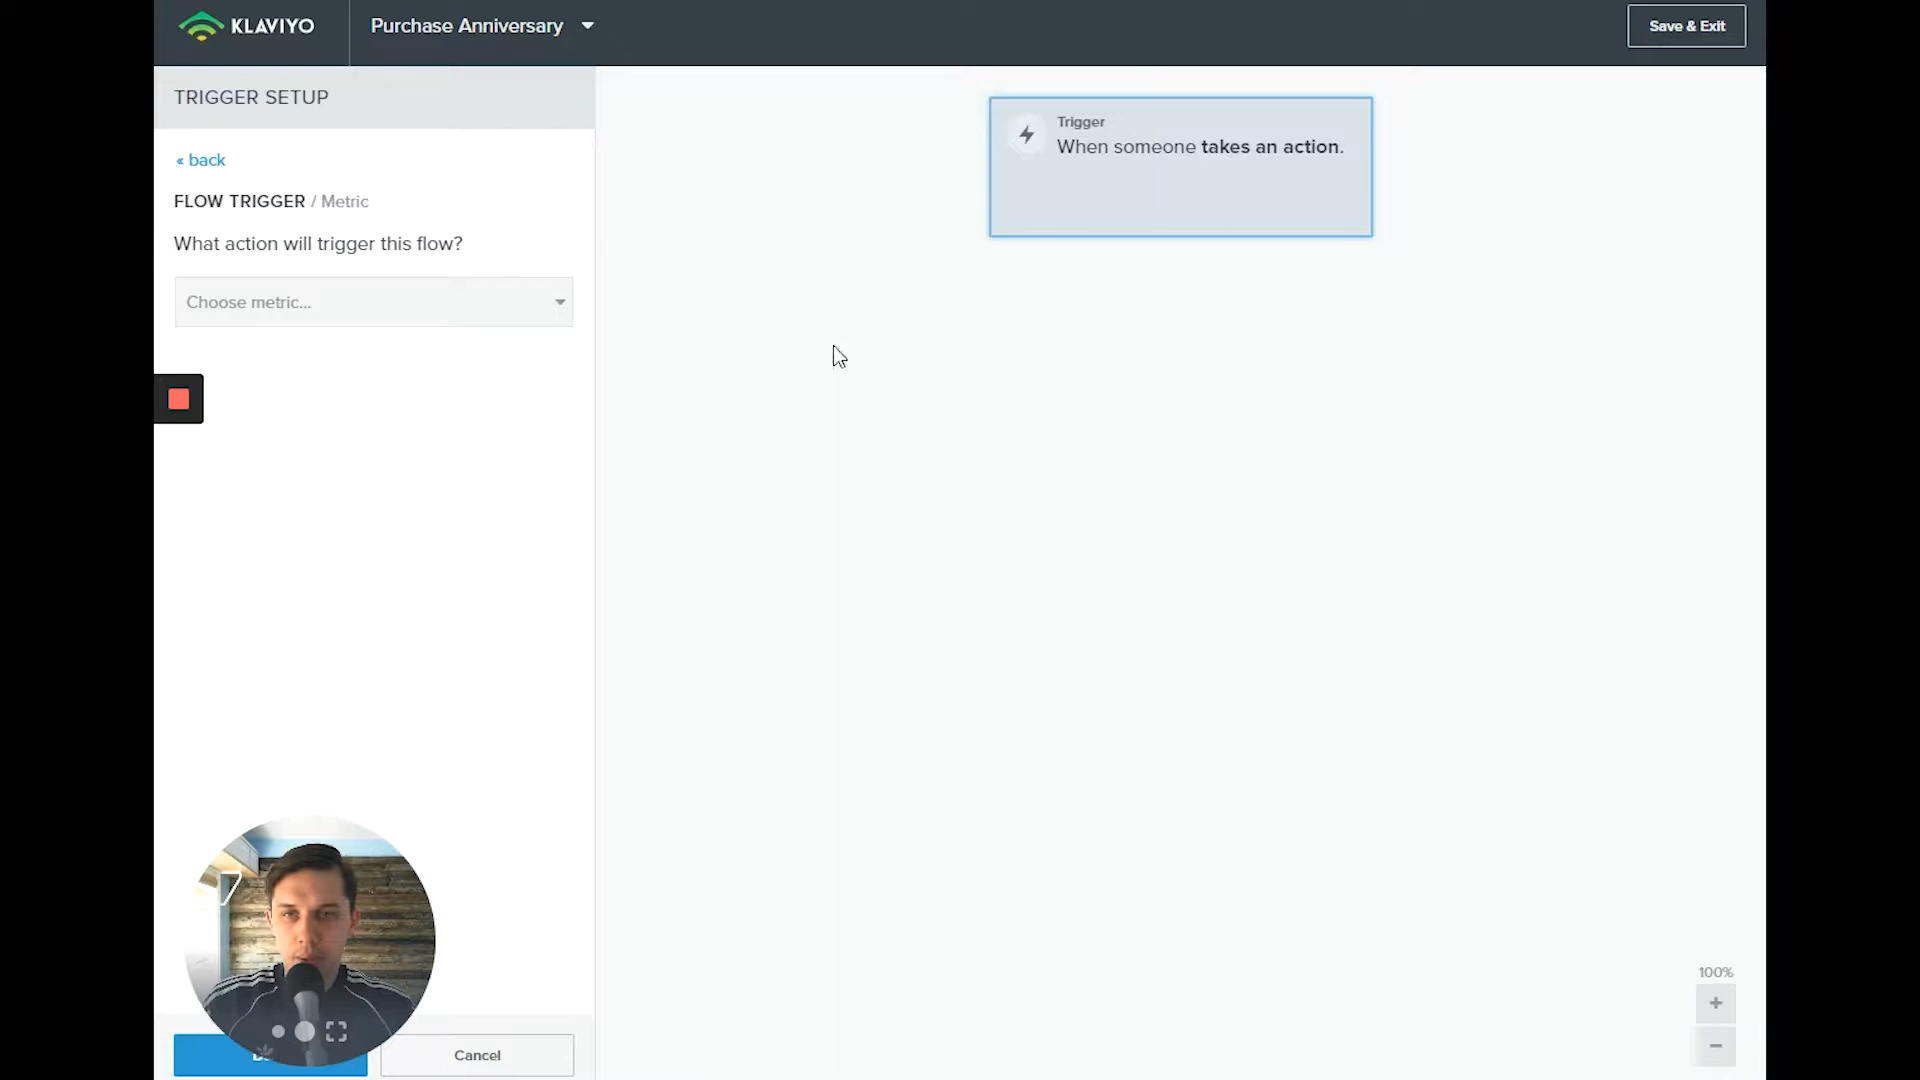 KLAVIYO
Purchase Anniversary
Save & Exit
TRIGGER SETUP
« back
FLOW TRIGGER / Metric
What action will trigger this flow?
Choose metric...
Trigger
When someone takes an action.
100%
+
−
Cancel